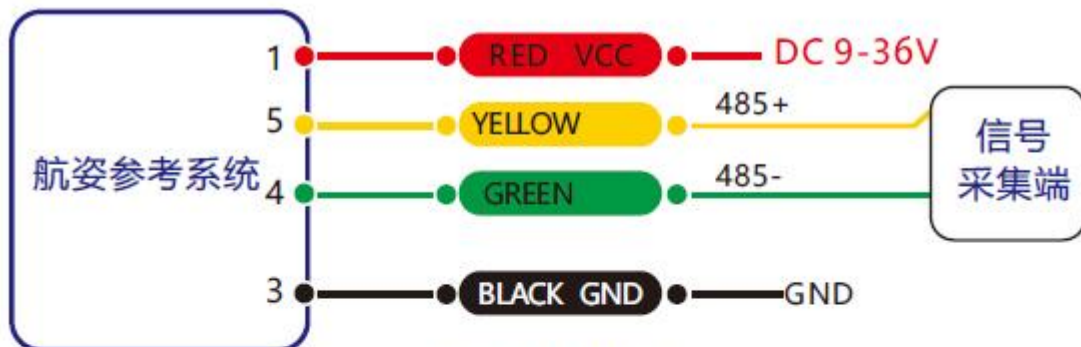 航姿参考系统
1 RED VCC DC 9-36V
5 YELLOW 485+
4 GREEN 485-
3 BLACK GND GND
信号
采集端